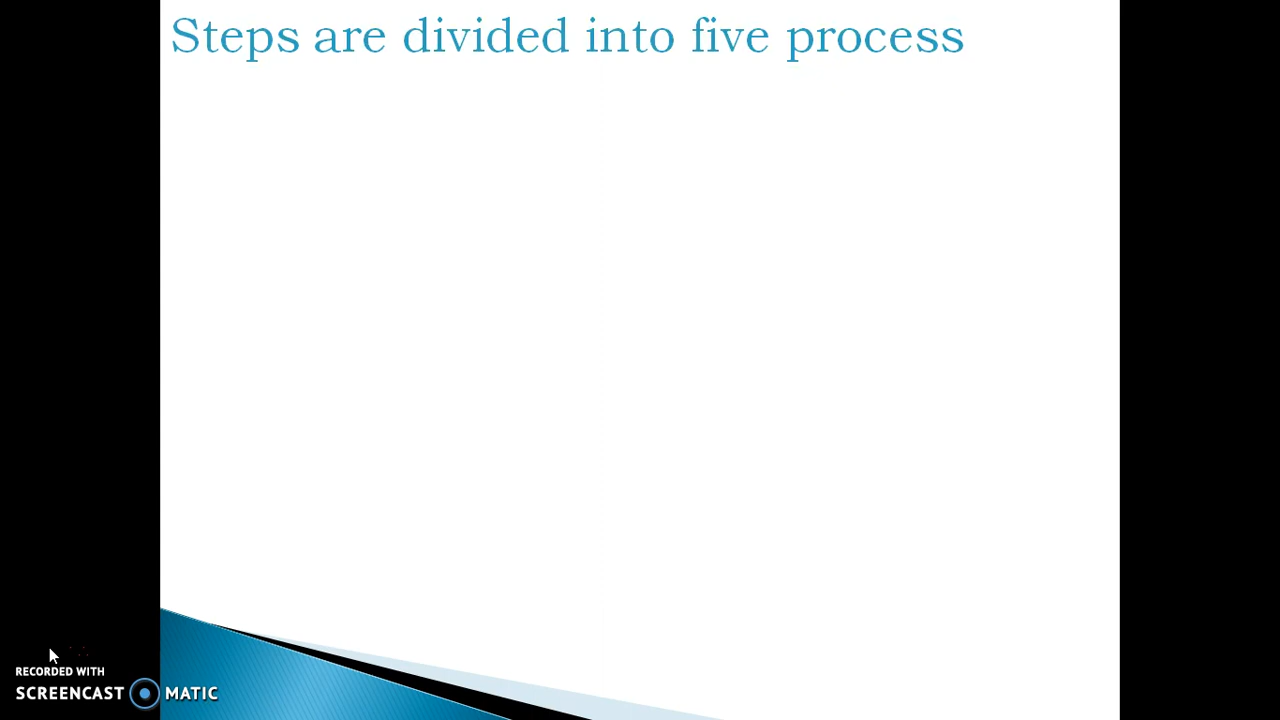 Steps are divided into five process
RECORDED WITH
SCREENCAST MATIC